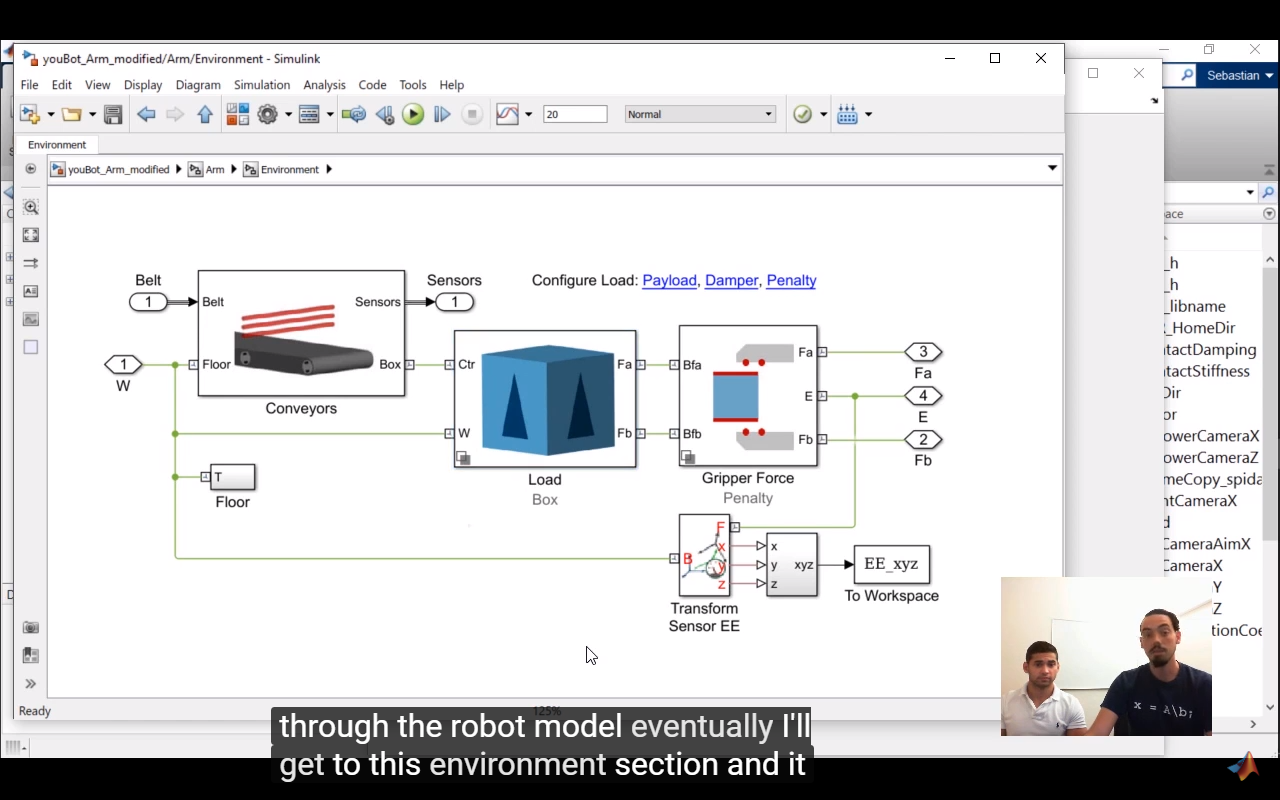 youBot_Arm_modified/Arm/Environment - Simulink
File Edit View Display Diagram Simulation Analysis Code Tools Help
Sebastian
20 Normal
Environment
youBot_Arm_modified Arm Environment
Belt
1
Belt
Sensors
Sensors
1
Configure Load: Payload, Damper, Penalty
1
W
Floor
Box
Conveyors
Ctr
W
Fa
Fb
Load
Box
Bfa
Bfb
Fa
E
Fb
Gripper Force
Penalty
3
Fa
4
E
2
Fb
T
Floor
F
B
x
y
z
Transform
Sensor EE
x
y
z
xyz
EE_xyz
To Workspace
Ready
125%
ace
_h
_h
_libname
_HomeDir
ntactDamping
ntactStiffness
Dir
or
owerCameraX
owerCameraZ
meCopy_spida
ntCameraX
d
CameraAimX
CameraX
Y
Z
tionCoe
x = A\b;
through the robot model eventually I'll
get to this environment section and it